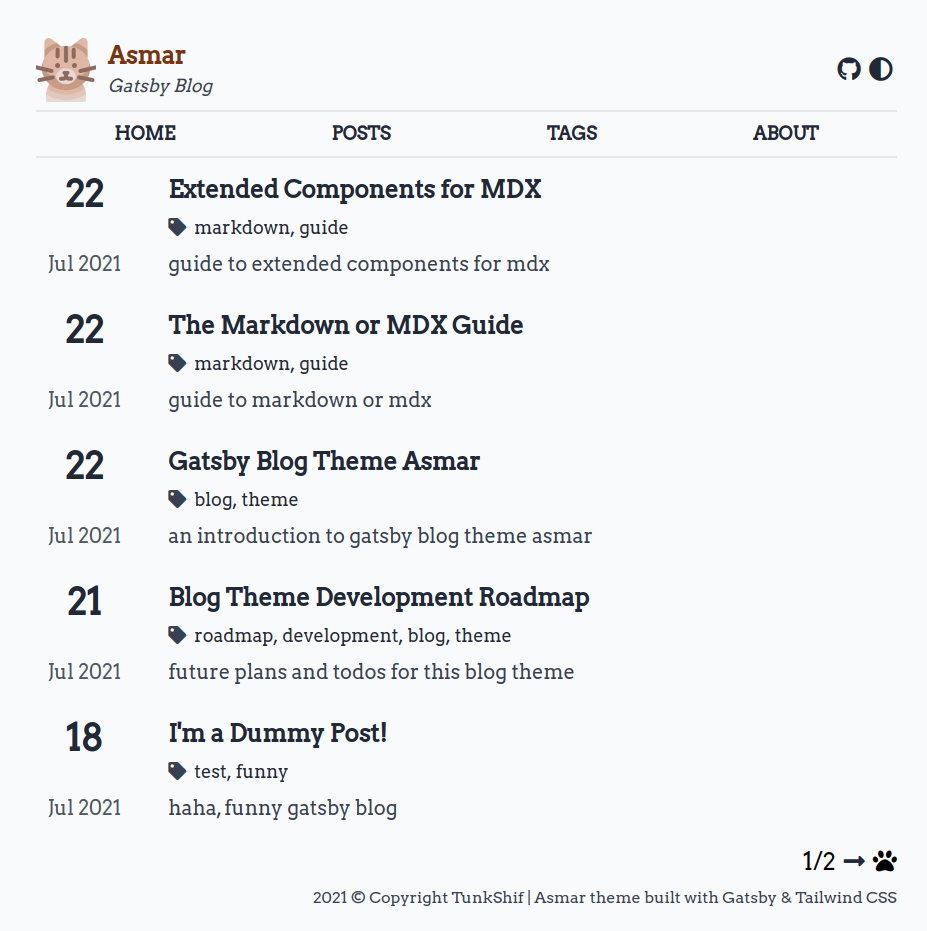 Asmar
Gatsby Blog
HOME POSTS TAGS ABOUT
22 Extended Components for MDX
markdown, guide
Jul 2021 guide to extended components for mdx
22 The Markdown or MDX Guide
markdown, guide
Jul 2021 guide to markdown or mdx
22 Gatsby Blog Theme Asmar
blog, theme
Jul 2021 an introduction to gatsby blog theme asmar
21 Blog Theme Development Roadmap
roadmap, development, blog, theme
Jul 2021 future plans and todos for this blog theme
18 I'm a Dummy Post!
test, funny
Jul 2021 haha, funny gatsby blog
1/2 →
2021 © Copyright TunkShif | Asmar theme built with Gatsby & Tailwind CSS